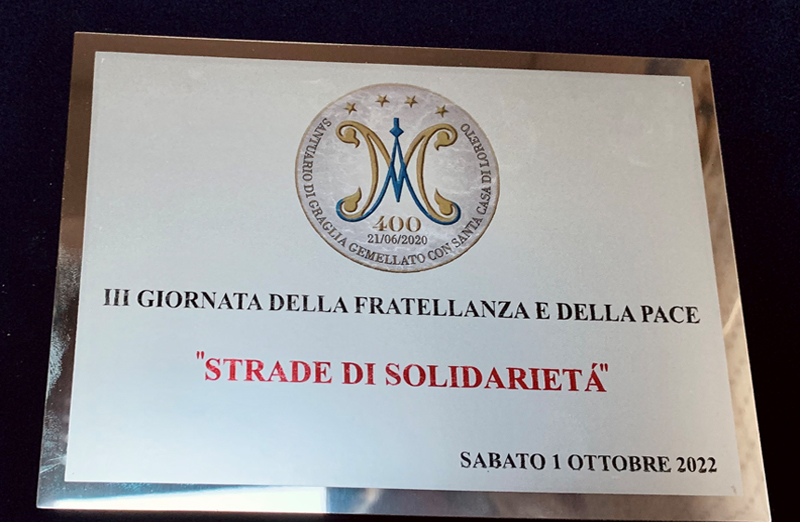 SANTUARIO DI GRAGLIA GEMELLATO CON SANTA CASA DI LORETO
400
21/06/2020
III GIORNATA DELLA FRATELLANZA E DELLA PACE
"STRADE DI SOLIDARIETÁ"
SABATO 1 OTTOBRE 2022